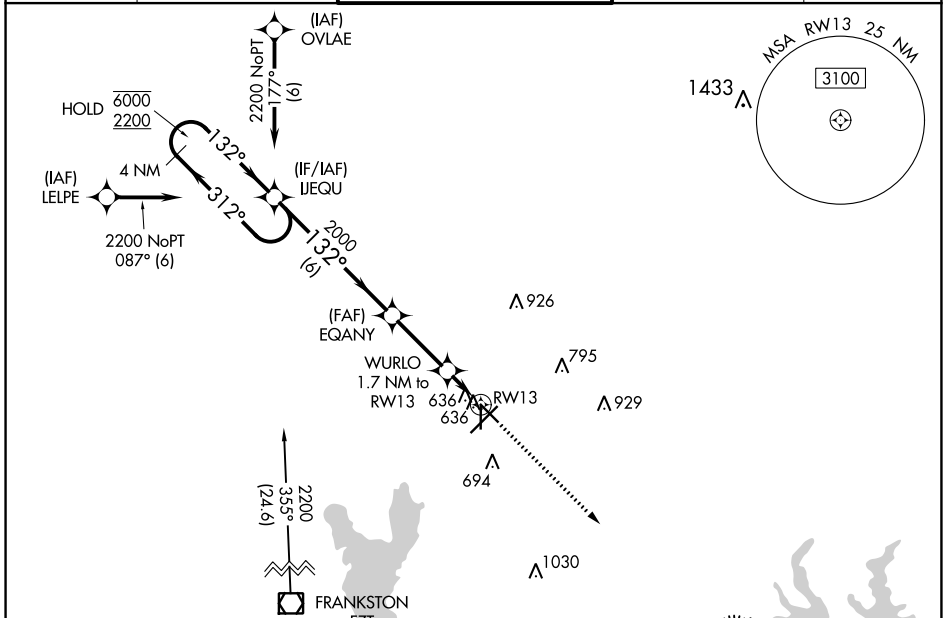 (IAF)
OVLAE
2200 NoPT
177°
(6)
MSA RW13 25 NM
3100
1433
HOLD
6000
2200
132°
4 NM
312°
(IAF)
LELPE
2200 NoPT
087° (6)
(IF/IAF)
IJEQU
2000
132°
(6)
(FAF)
EQANY
926
WURLO
1.7 NM to
RW13
636
636
RW13
795
929
694
2200
355°
(24.6)
1030
FRANKSTON